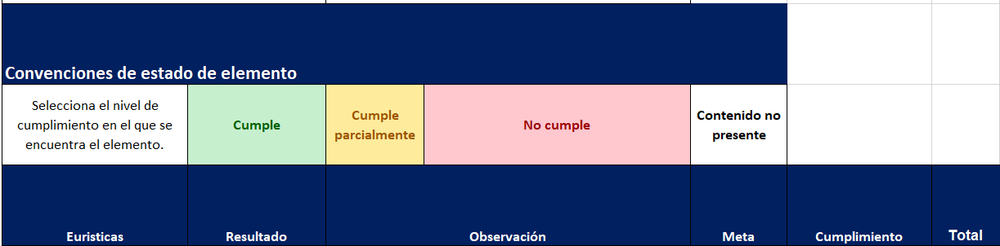 Convenciones de estado de elemento
Selecciona el nivel de
cumplimiento en el que se
encuentra el elemento.
Cumple
Cumple
parcialmente
No cumple
Contenido no
presente
Euristicas
Resultado
Observación
Meta
Cumplimiento
Total